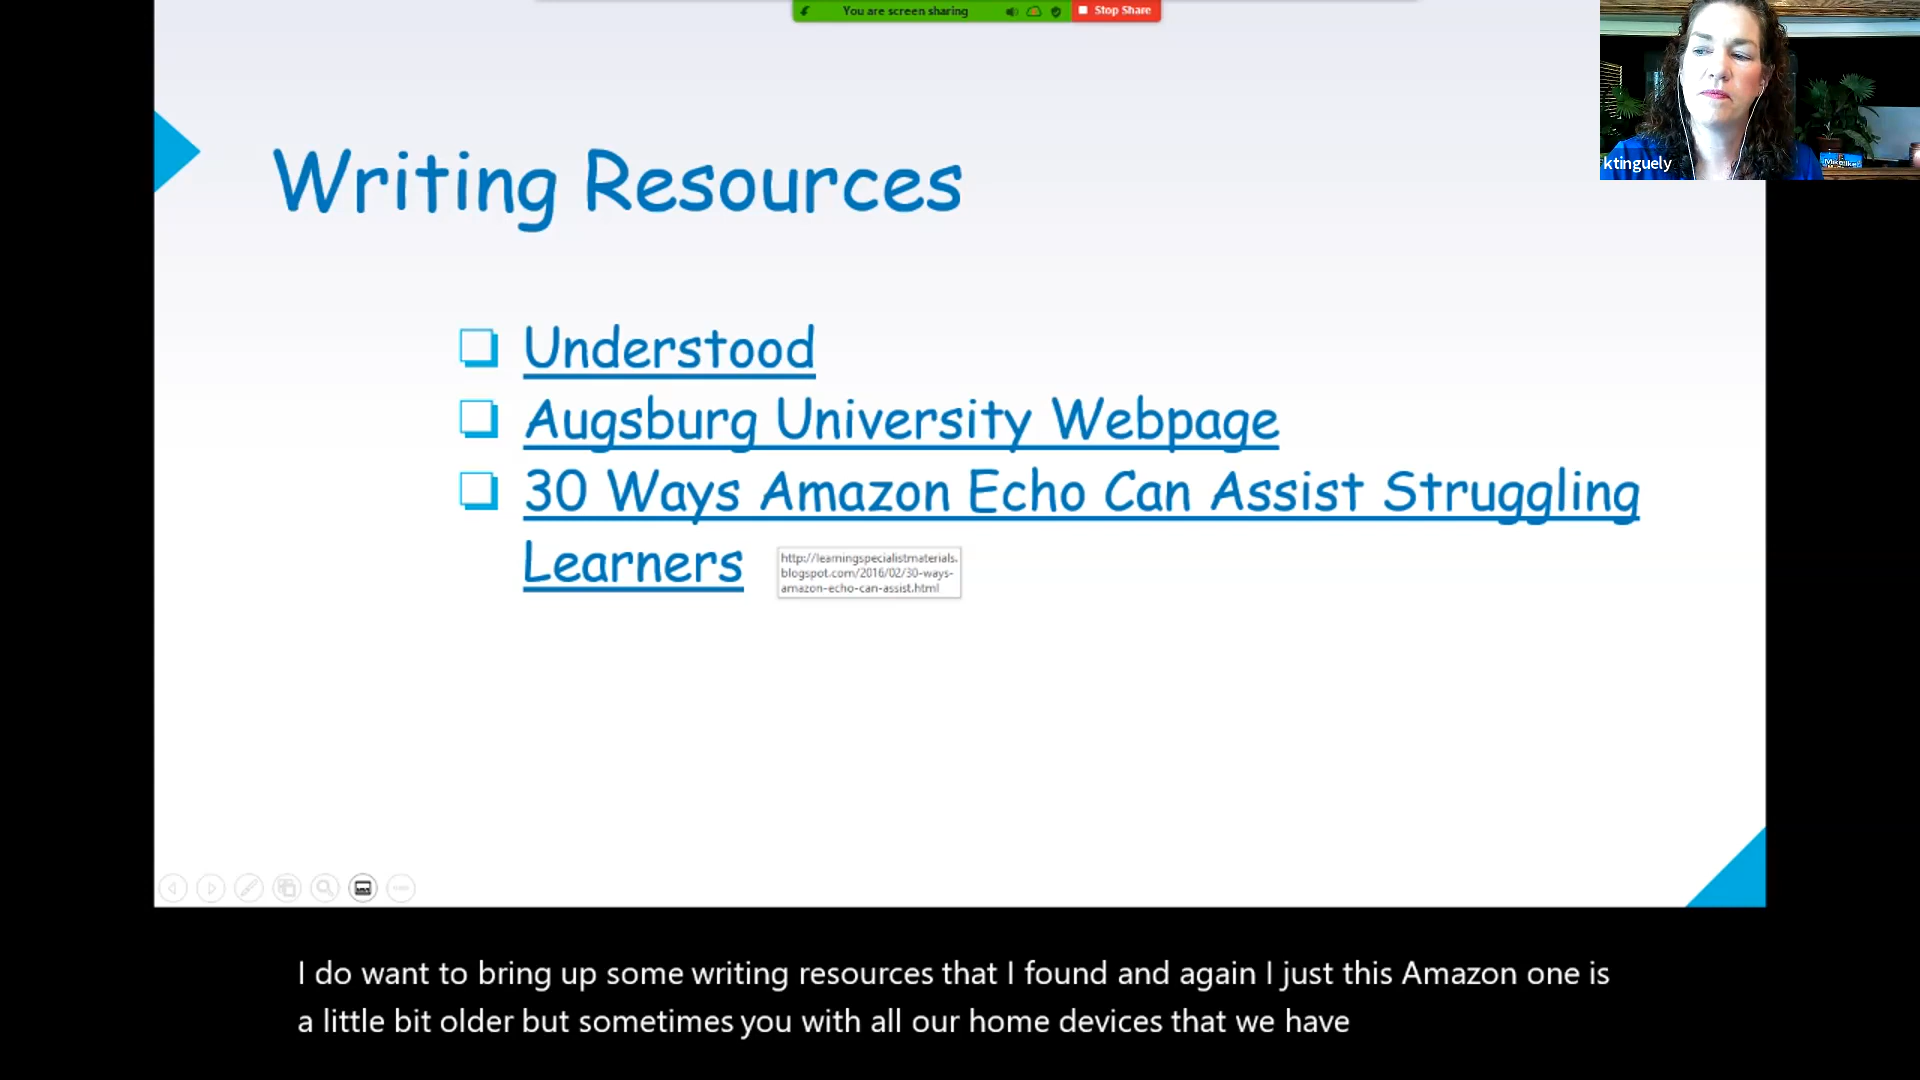 You are screen sharing
Stop Share
ktinguely
Writing Resources
Understood
Augsburg University Webpage
30 Ways Amazon Echo Can Assist Struggling
Learners
http://learningspecialistmaterials.
blogspot.com/2016/02/30-ways-
amazon-echo-can-assist.html
I do want to bring up some writing resources that I found and again I just this Amazon one is
a little bit older but sometimes you with all our home devices that we have